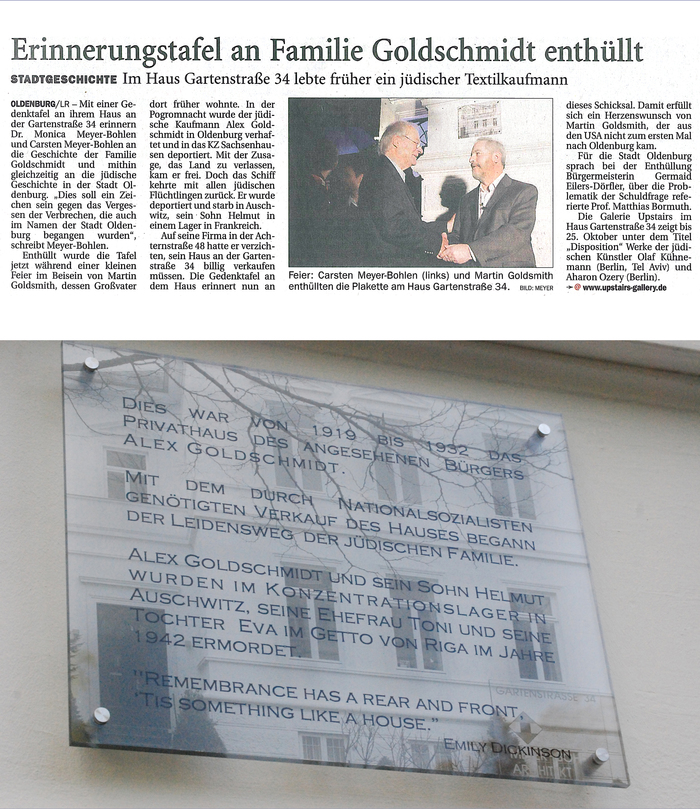 Erinnerungstafel an Familie Goldschmidt enthüllt
STADTGESCHICHTE Im Haus Gartenstraße 34 lebte früher ein jüdischer Textilkaufmann
OLDENBURG/LR – Mit einer Ge-
denktafel an ihrem Haus an
der Gartenstraße 34 erinnern
Dr. Monica Meyer-Bohlen
und Carsten Meyer-Bohlen an
die Geschichte der Familie
Goldschmidt und mithin
gleichzeitig an die jüdische
Geschichte in der Stadt Ol-
denburg. „Dies soll ein Zei-
chen sein gegen das Verges-
sen der Verbrechen, die auch
im Namen der Stadt Olden-
burg begangen wurden“,
schreibt Meyer-Bohlen.
Enthüllt wurde die Tafel
jetzt während einer kleinen
Feier im Beisein von Martin
Goldsmith, dessen Großvater
dort früher wohnte. In der
Pogromnacht wurde der jüdi-
sche Kaufmann Alex Gold-
schmidt in Oldenburg verhaf-
tet und in das KZ Sachsenhau-
sen deportiert. Mit der Zusa-
ge, das Land zu verlassen,
kam er frei. Doch das Schiff
kehrte mit allen jüdischen
Flüchtlingen zurück. Er wurde
deportiert und starb in Ausch-
witz, sein Sohn Helmut in
einem Lager in Frankreich.
Auf seine Firma in der Ach-
ternstraße 48 hatte er verzich-
ten, sein Haus an der Garten-
straße 34 billig verkaufen
müssen. Die Gedenktafel an
dem Haus erinnert nun an
Feier: Carsten Meyer-Bohlen (links) und Martin Goldsmith
enthüllten die Plakette am Haus Gartenstraße 34. BILD: MEYER
dieses Schicksal. Damit erfüllt
sich ein Herzenswunsch von
Martin Goldsmith, der aus
den USA nicht zum ersten Mal
nach Oldenburg kam.
Für die Stadt Oldenburg
sprach bei der Enthüllung
Bürgermeisterin Germaid
Eilers-Dörfler, über die Pro-
blematik der Schuldfrage refe-
rierte Prof. Matthias Bormuth.
Die Galerie Upstairs im
Haus Gartenstraße 34 zeigt bis
25. Oktober unter dem Titel
„Disposition“ Werke der jüdi-
schen Künstler Olaf Kühne-
mann (Berlin, Tel Aviv) und
Aharon Ozery (Berlin).
@ www.upstairs-gallery.de
DIES WAR VON 1919 BIS 1932 DAS
PRIVATHAUS DES ANGESEHENEN BÜRGERS
ALEX GOLDSCHMIDT.
MIT DEM DURCH NATIONALSOZIALISTEN
GENÖTIGTEN VERKAUF DES HAUSES BEGANN
DER LEIDENSWEG DER JÜDISCHEN FAMILIE.
ALEX GOLDSCHMIDT UND SEIN SOHN HELMUT
WURDEN IM KONZENTRATIONSLAGER IN
AUSCHWITZ, SEINE EHEFRAU TONI UND SEINE
TOCHTER EVA IM GETTO VON RIGA IM JAHRE
1942 ERMORDET.
"REMEMBRANCE HAS A REAR AND FRONT,
'TIS SOMETHING LIKE A HOUSE."
EMILY DICKINSON
GARTENSTRASSE 34
ARCHITEKT